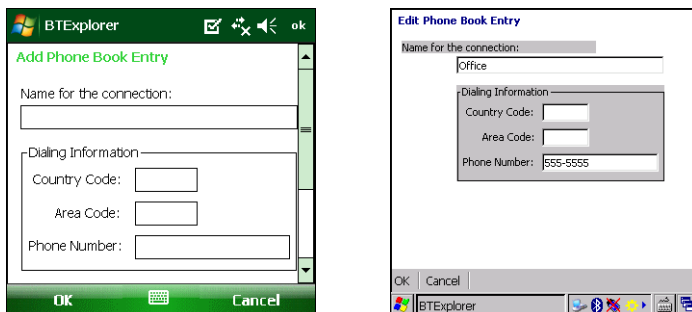 BTExplorer ok
Add Phone Book Entry
Name for the connection:
Dialing Information
Country Code:
Area Code:
Phone Number:
OK Cancel
Edit Phone Book Entry
Name for the connection:
Office
Dialing Information
Country Code:
Area Code:
Phone Number: 555-5555
OK Cancel
BTExplorer